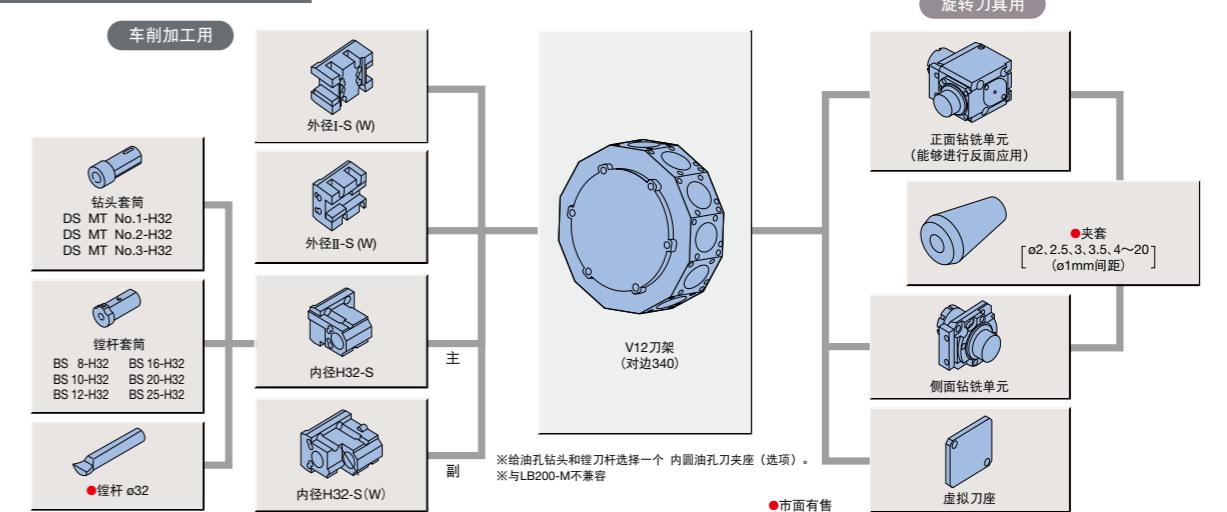 旋转刀具用
车削加工用
外径I-S (W)
钻头套筒
DS MT No.1-H32
DS MT No.2-H32
DS MT No.3-H32
外径II-S (W)
镗杆套筒
BS 8-H32 BS 16-H32
BS 10-H32 BS 20-H32
BS 12-H32 BS 25-H32
内径H32-S
主
●镗杆 ø32
内径H32-S(W)
副
V12刀架
(对边340)
※给油孔钻头和镗刀杆选择一个 内圆油孔刀夹座(选项)。
※与LB200-M不兼容
正面钻铣单元
(能够进行反面应用)
●夹套
[ø2、2.5、3、3.5、4~20]
(ø1mm间距)
侧面钻铣单元
虚拟刀座
●市面有售